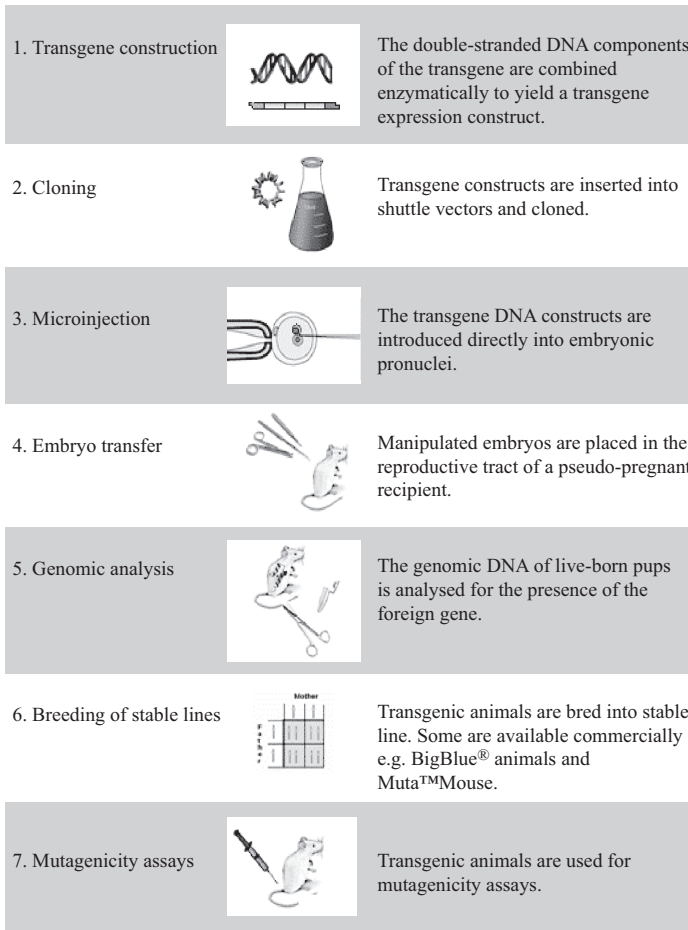 1. Transgene construction
The double-stranded DNA components
of the transgene are combined
enzymatically to yield a transgene
expression construct.
2. Cloning
Transgene constructs are inserted into
shuttle vectors and cloned.
3. Microinjection
The transgene DNA constructs are
introduced directly into embryonic
pronuclei.
4. Embryo transfer
Manipulated embryos are placed in the
reproductive tract of a pseudo-pregnant
recipient.
5. Genomic analysis
The genomic DNA of live-born pups
is analysed for the presence of the
foreign gene.
6. Breeding of stable lines
Mother
Father
Transgenic animals are bred into stable
line. Some are available commercially
e.g. BigBlue® animals and
Muta™Mouse.
7. Mutagenicity assays
Transgenic animals are used for
mutagenicity assays.